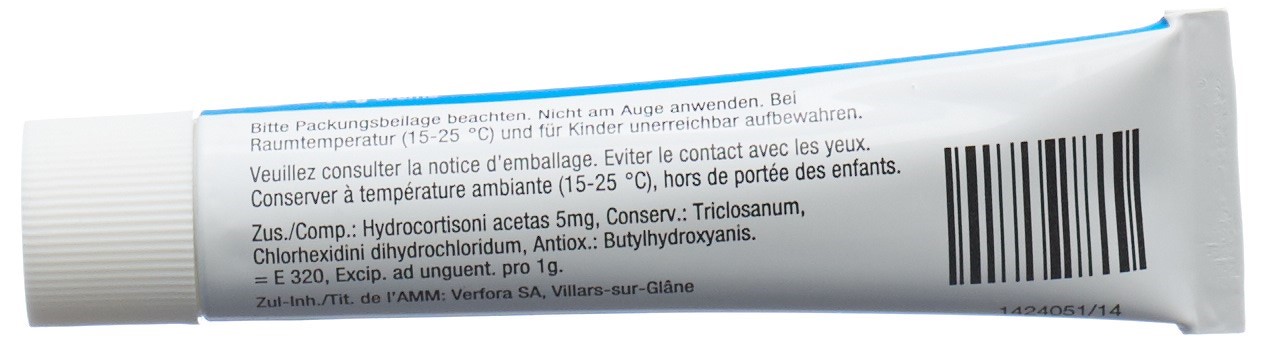 Bitte Packungsbeilage beachten. Nicht am Auge anwenden. Bei
Raumtemperatur (15-25 °C) und für Kinder unerreichbar aufbewahren.
Veuillez consulter la notice d'emballage. Eviter le contact avec les yeux.
Conserver à température ambiante (15-25 °C), hors de portée des enfants.
Zus./Comp.: Hydrocortisoni acetas 5mg, Conserv.: Triclosanum,
Chlorhexidini dihydrochloridum, Antiox.: Butylhydroxyanis.
= E 320, Excip. ad unguent. pro 1g.
Zul-Inh./Tit. de l'AMM: Verfora SA, Villars-sur-Glâne
1424051/14